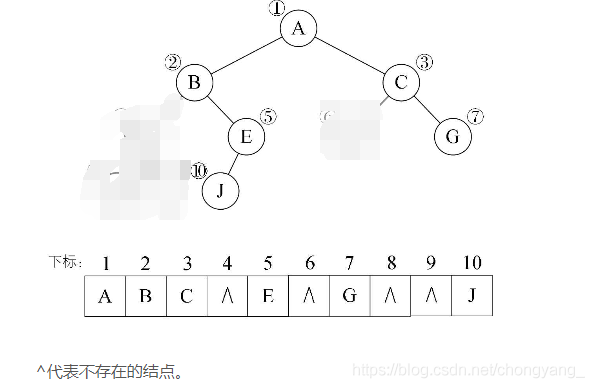 ①
A
② B C ③
E ⑤ G ⑦
⑩ J
下标: 1 2 3 4 5 6 7 8 9 10
A B C ∧ E ∧ G ∧ ∧ J
^代表不存在的结点。
https://blog.csdn.net/chongyang_